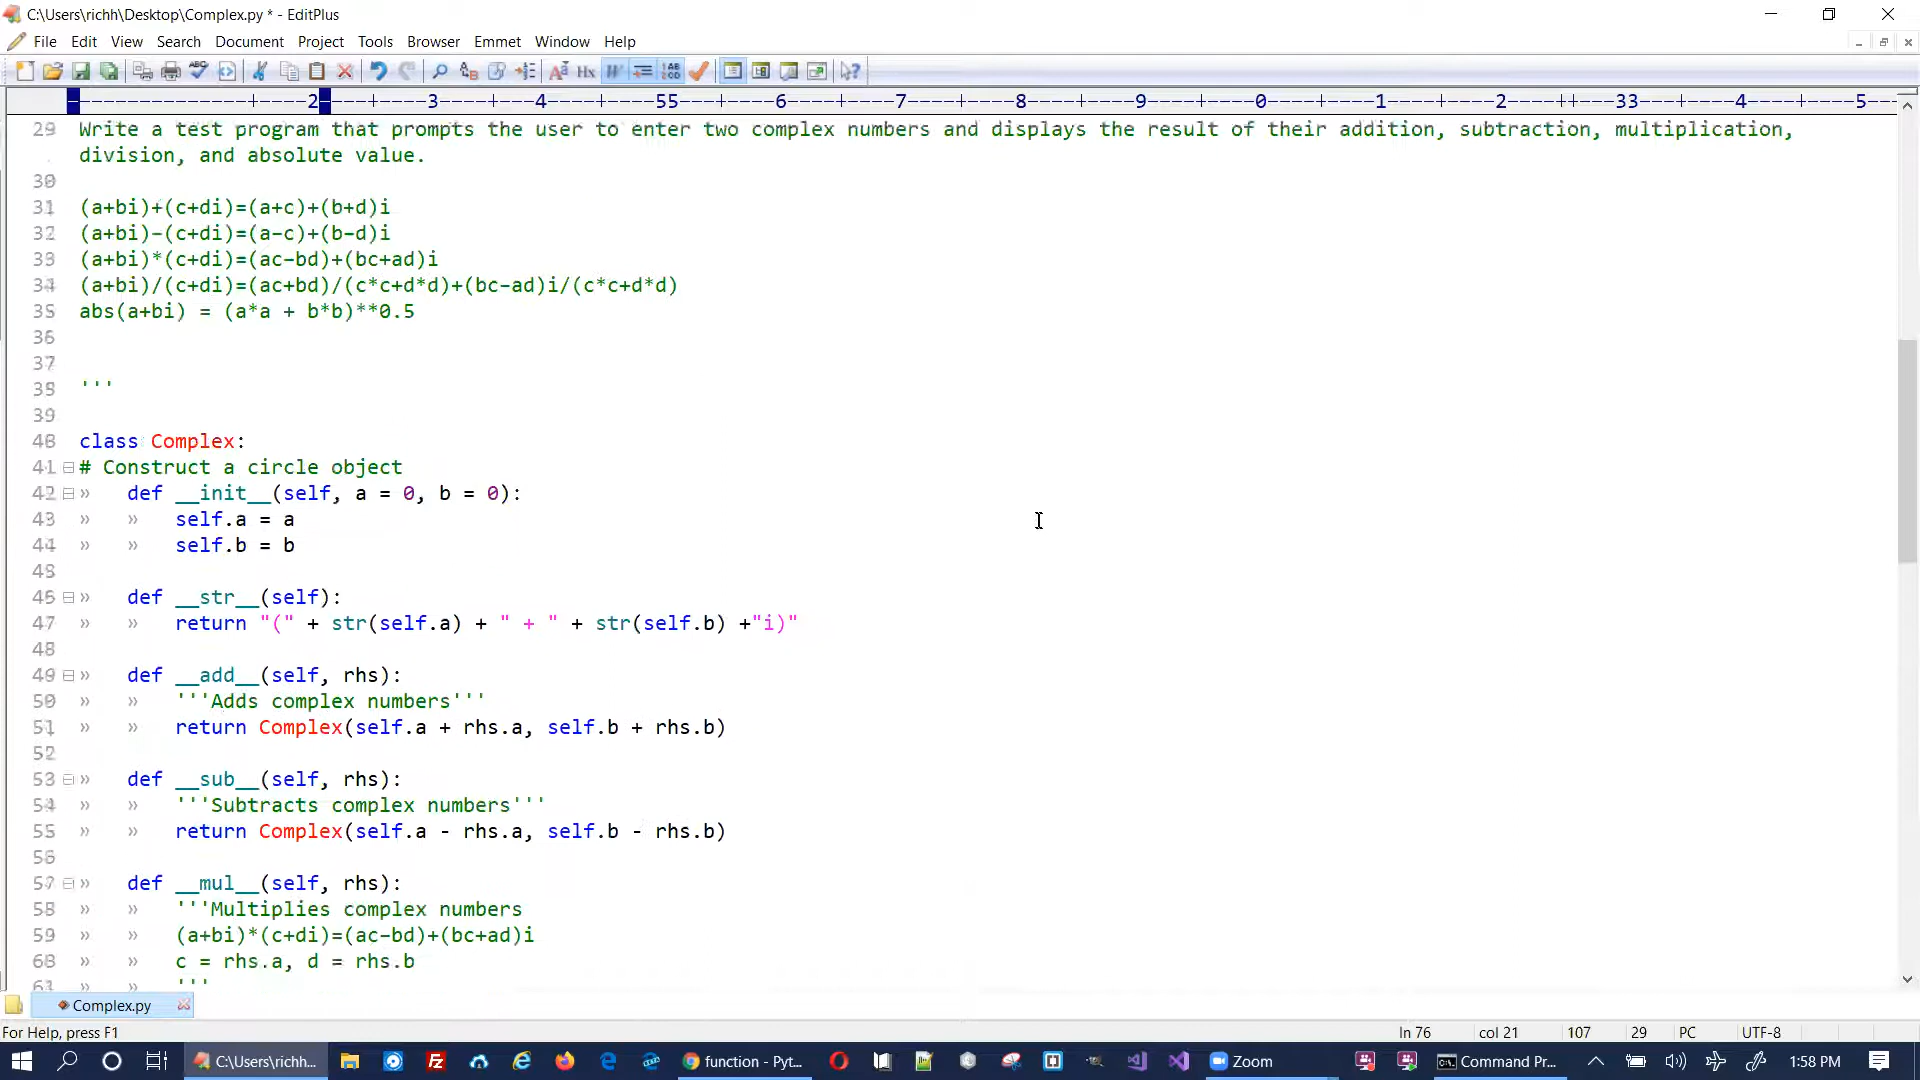 C:\Users\richh\Desktop\Complex.py * - EditPlus
File Edit View Search Document Project Tools Browser Emmet Window Help
29 Write a test program that prompts the user to enter two complex numbers and displays the result of their addition, subtraction, multiplication,
division, and absolute value.
30
31 (a+bi)+(c+di)=(a+c)+(b+d)i
32 (a+bi)-(c+di)=(a-c)+(b-d)i
33 (a+bi)*(c+di)=(ac-bd)+(bc+ad)i
34 (a+bi)/(c+di)=(ac+bd)/(c*c+d*d)+(bc-ad)i/(c*c+d*d)
35 abs(a+bi) = (a*a + b*b)**0.5
36
37
'''
39
class Complex:
41 # Construct a circle object
42 def __init__(self, a = 0, b = 0):
43 self.a = a
44 self.b = b
def __str__(self):
47 return "(" + str(self.a) + " + " + str(self.b) +"i)"
48
49 def __add__(self, rhs):
50 '''Adds complex numbers'''
51 return Complex(self.a + rhs.a, self.b + rhs.b)
52
53 def __sub__(self, rhs):
54 '''Subtracts complex numbers'''
55 return Complex(self.a - rhs.a, self.b - rhs.b)
56
57 def __mul__(self, rhs):
58 '''Multiplies complex numbers
59 (a+bi)*(c+di)=(ac-bd)+(bc+ad)i
c = rhs.a, d = rhs.b
'''
Complex.py
For Help, press F1
ln 76 col 21 107 29 PC UTF-8
C:\Users\richh... function - Pyt... Zoom Command Pr... 1:58 PM